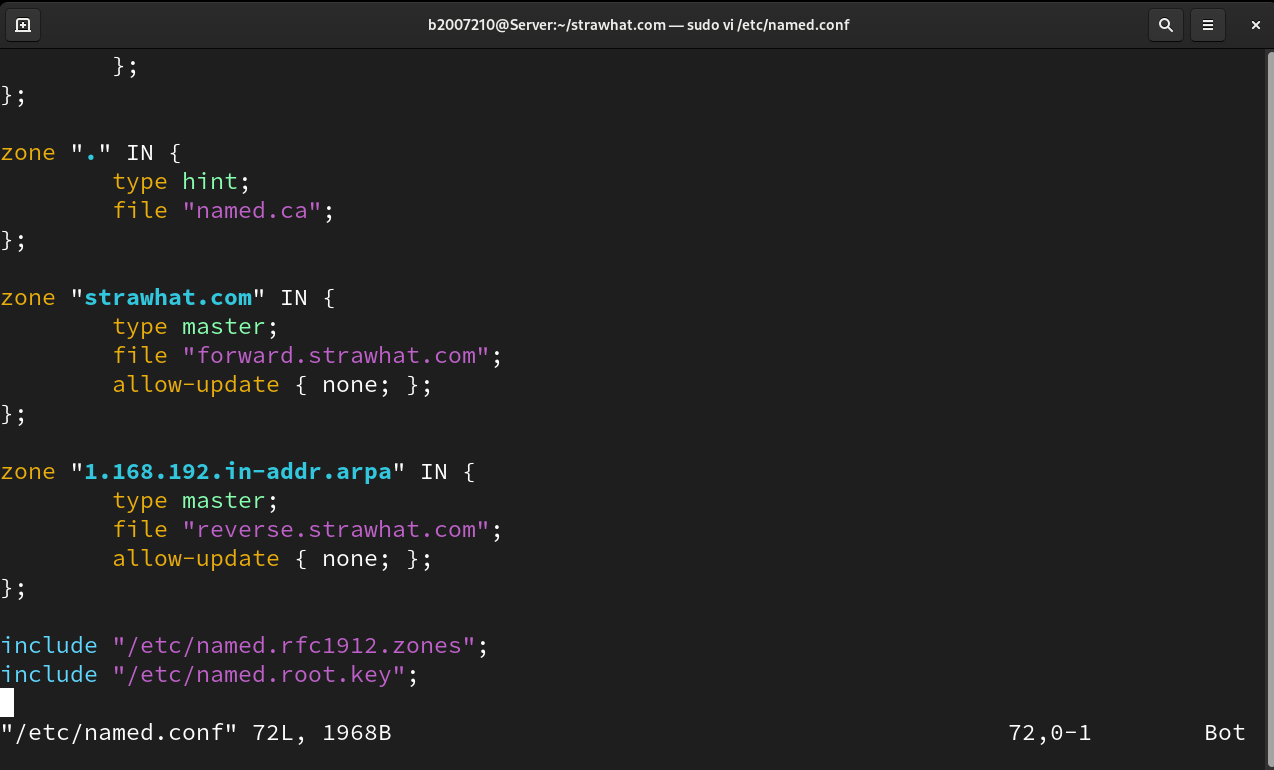 b2007210@Server:~/strawhat.com — sudo vi /etc/named.conf
        };
};

zone "." IN {
        type hint;
        file "named.ca";
};

zone "strawhat.com" IN {
        type master;
        file "forward.strawhat.com";
        allow-update { none; };
};

zone "1.168.192.in-addr.arpa" IN {
        type master;
        file "reverse.strawhat.com";
        allow-update { none; };
};

include "/etc/named.rfc1912.zones";
include "/etc/named.root.key";

"/etc/named.conf" 72L, 1968B 72,0-1 Bot